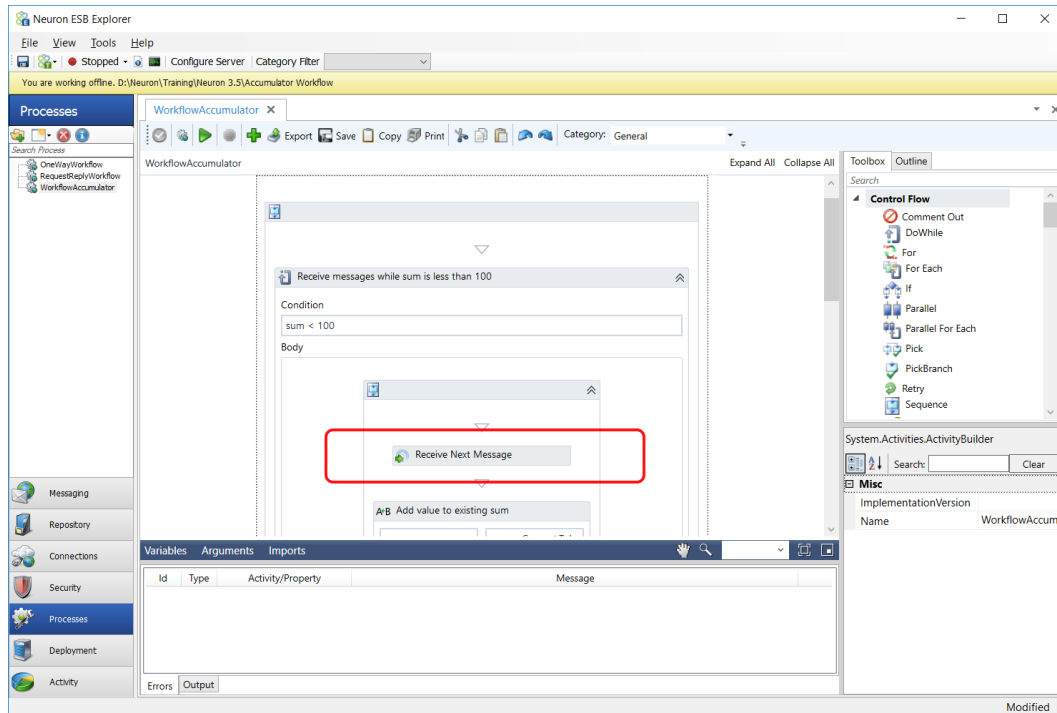 Neuron ESB Explorer
File View Tools Help
Stopped Configure Server Category Filter
You are working offline. D:\Neuron\Training\Neuron 3.5\Accumulator Workflow
Processes
Search Process
OneWayWorkflow
RequestReplyWorkflow
WorkflowAccumulator
Messaging
Repository
Connections
Security
Processes
Deployment
Activity
WorkflowAccumulator
Export Save Copy Print Category: General
WorkflowAccumulator Expand All Collapse All
Receive messages while sum is less than 100
Condition
sum < 100
Body
Receive Next Message
A+B Add value to existing sum
Variables Arguments Imports
Id Type Activity/Property Message
Errors Output
Toolbox Outline
Search
Control Flow
Comment Out
DoWhile
For
For Each
If
Parallel
Parallel For Each
Pick
PickBranch
Retry
Sequence
System.Activities.ActivityBuilder
Search: Clear
Misc
ImplementationVersion
Name WorkflowAccum
Modified